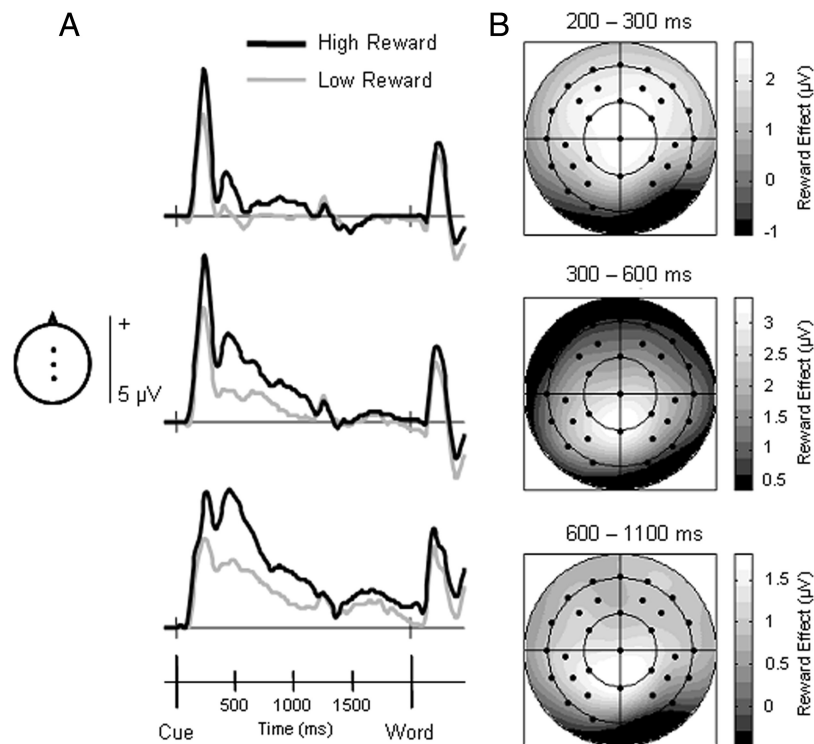 A
High Reward
Low Reward
+
5 µV
500
1000
1500
Time (ms)
Cue
Word
B
200 – 300 ms
2
1
0
-1
Reward Effect (µV)
300 – 600 ms
3
2.5
2
1.5
1
0.5
Reward Effect (µV)
600 – 1100 ms
1.5
1
0.5
0
Reward Effect (µV)